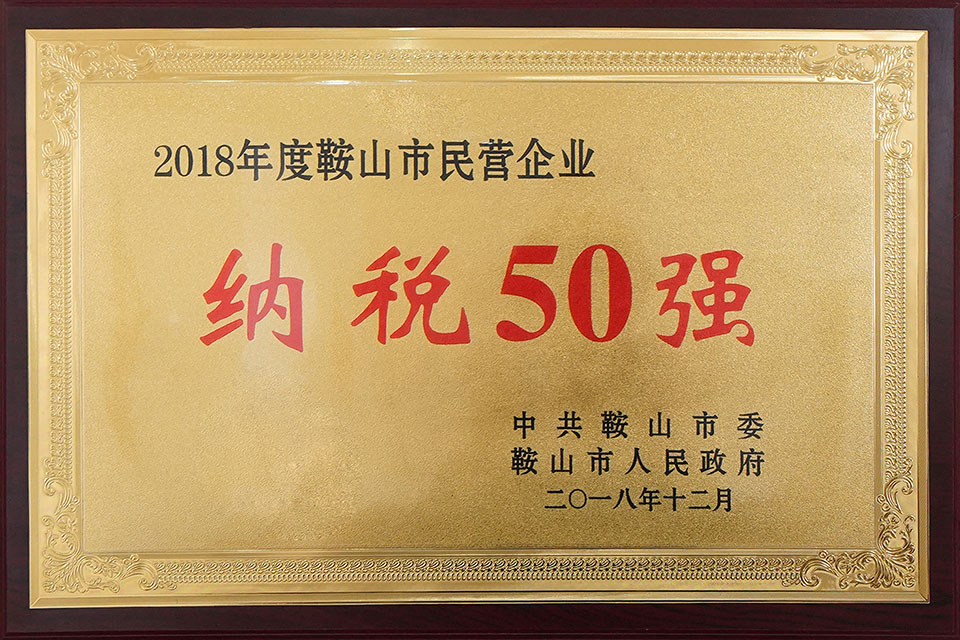 2018年度鞍山市民营企业
纳税50强
中共鞍山市委
鞍山市人民政府
二〇一八年十二月